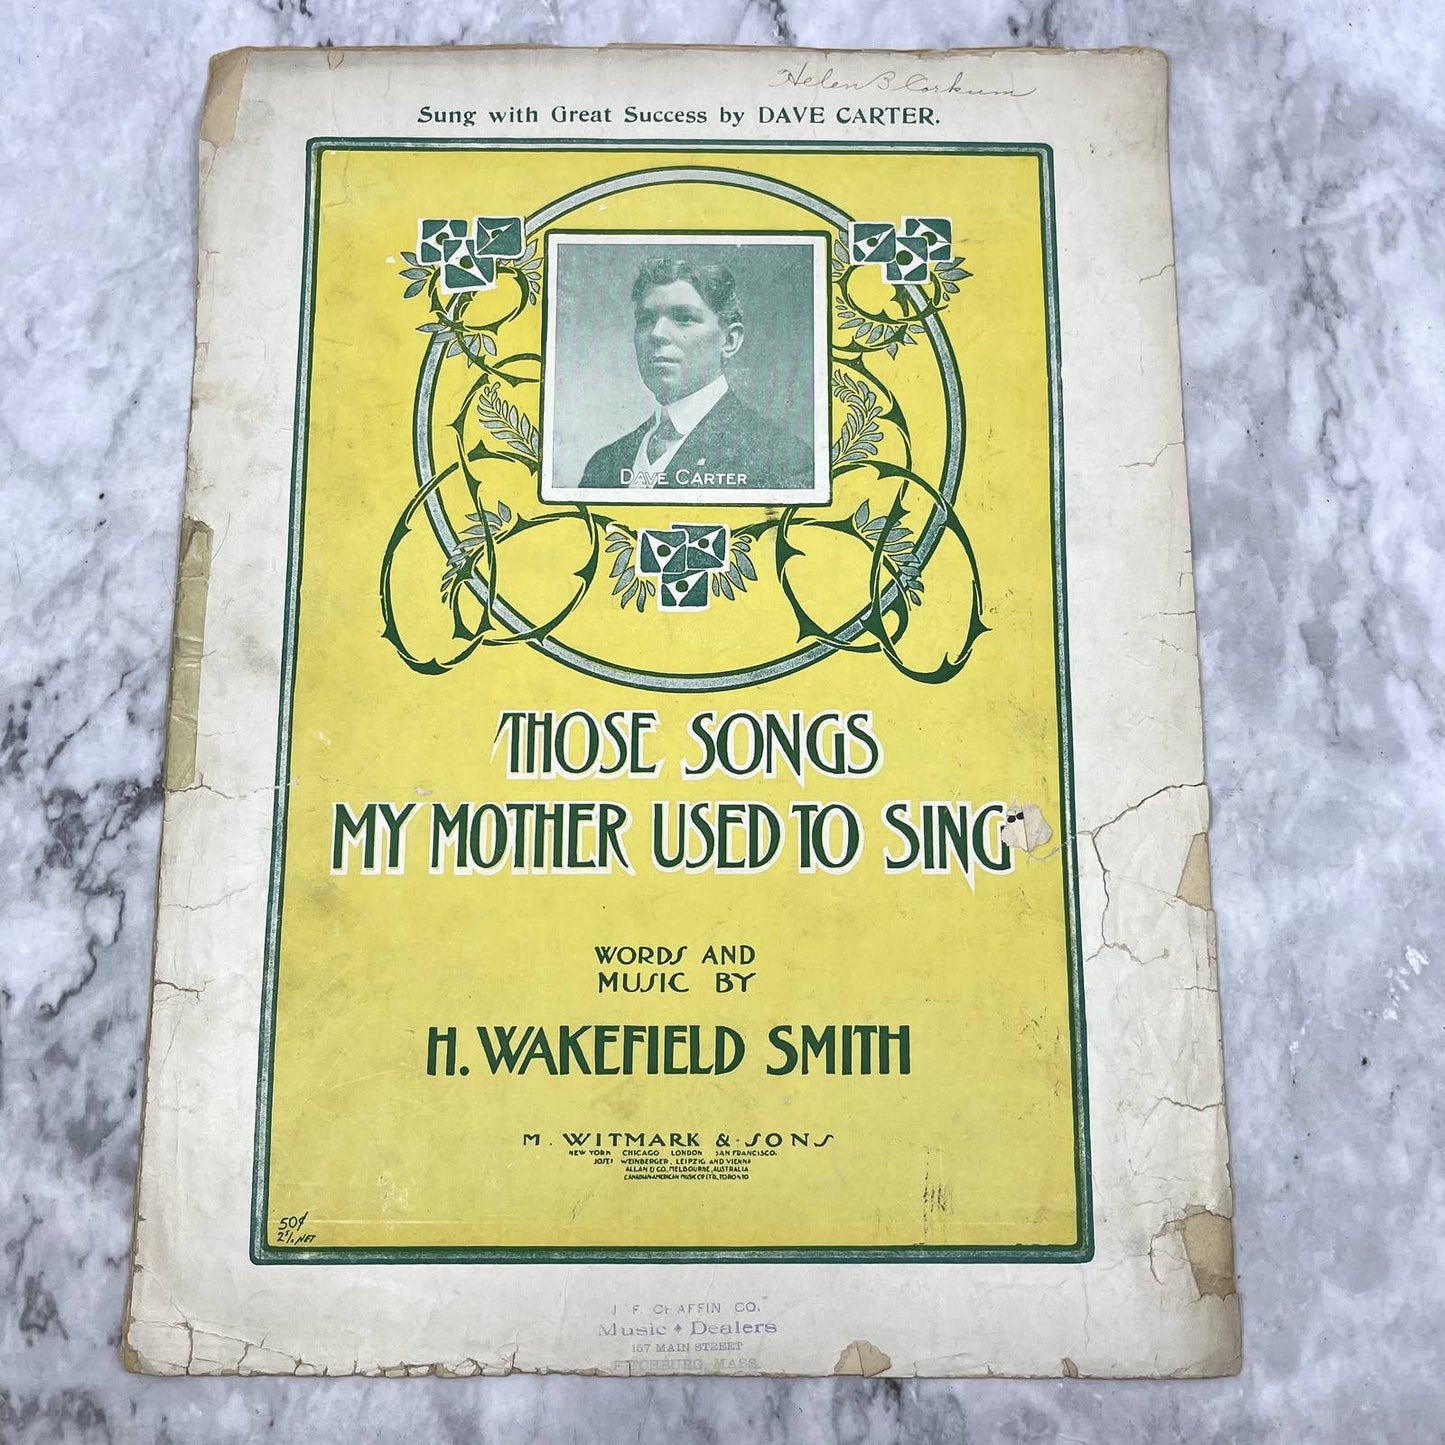 Helen B Corkum
Sung with Great Success by DAVE CARTER.
DAVE CARTER
THOSE SONGS
MY MOTHER USED TO SING
WORDS AND
MUSIC BY
H. WAKEFIELD SMITH
M. WITMARK & SONS
NEW YORK CHICAGO LONDON SAN FRANCISCO.
JOSEF WEINBERGER, LEIPZIG AND VIENNA
ALLAN & CO. MELBOURNE, AUSTRALIA
CANADIAN-AMERICAN MUSIC CO LTD., TORONTO
50¢
2/. NET
J F. CHAFFIN CO.
Music Dealers
157 MAIN STREET
FITCHBURG MASS.